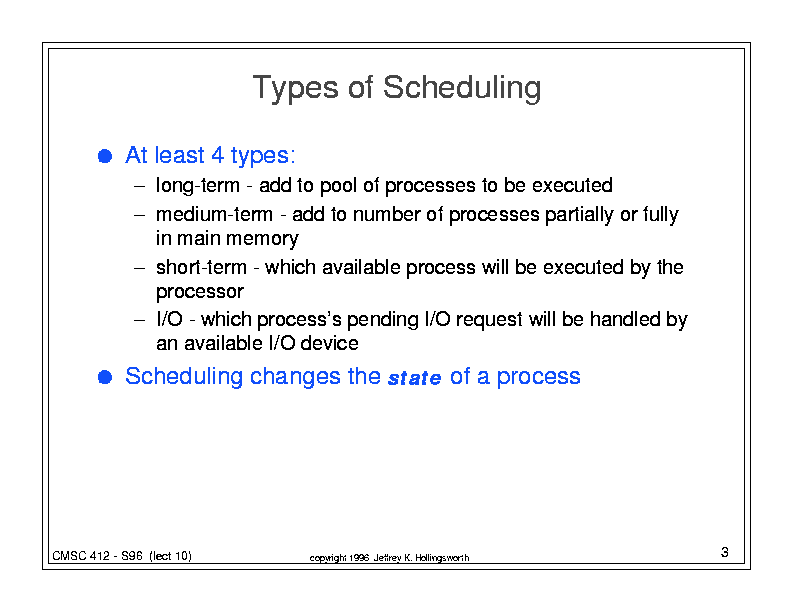 Types of Scheduling
● At least 4 types:
– long-term - add to pool of processes to be executed
– medium-term - add to number of processes partially or fully
in main memory
– short-term - which available process will be executed by the
processor
– I/O - which process's pending I/O request will be handled by
an available I/O device
● Scheduling changes the state of a process
CMSC 412 - S96 (lect 10)
copyright 1996 Jeffrey K. Hollingsworth
3